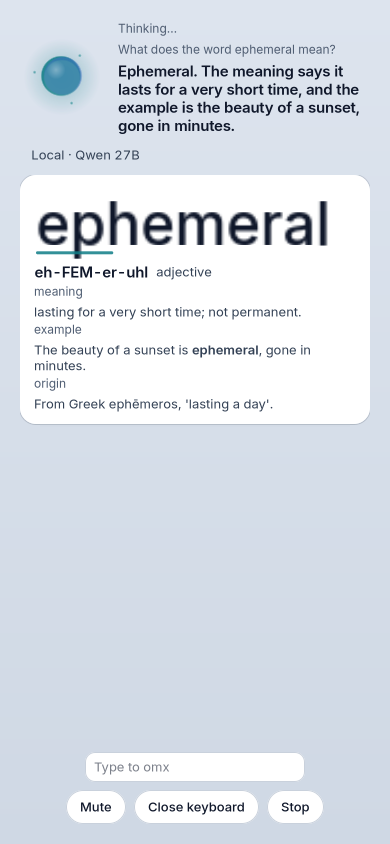 Thinking...
What does the word ephemeral mean?
Ephemeral. The meaning says it
lasts for a very short time, and the
example is the beauty of a sunset,
gone in minutes.
Local · Qwen 27B
ephemeral
eh-FEM-er-uhl adjective
meaning
lasting for a very short time; not permanent.
example
The beauty of a sunset is ephemeral, gone in
minutes.
origin
From Greek ephēmeros, 'lasting a day'.
Type to omx
Mute Close keyboard Stop